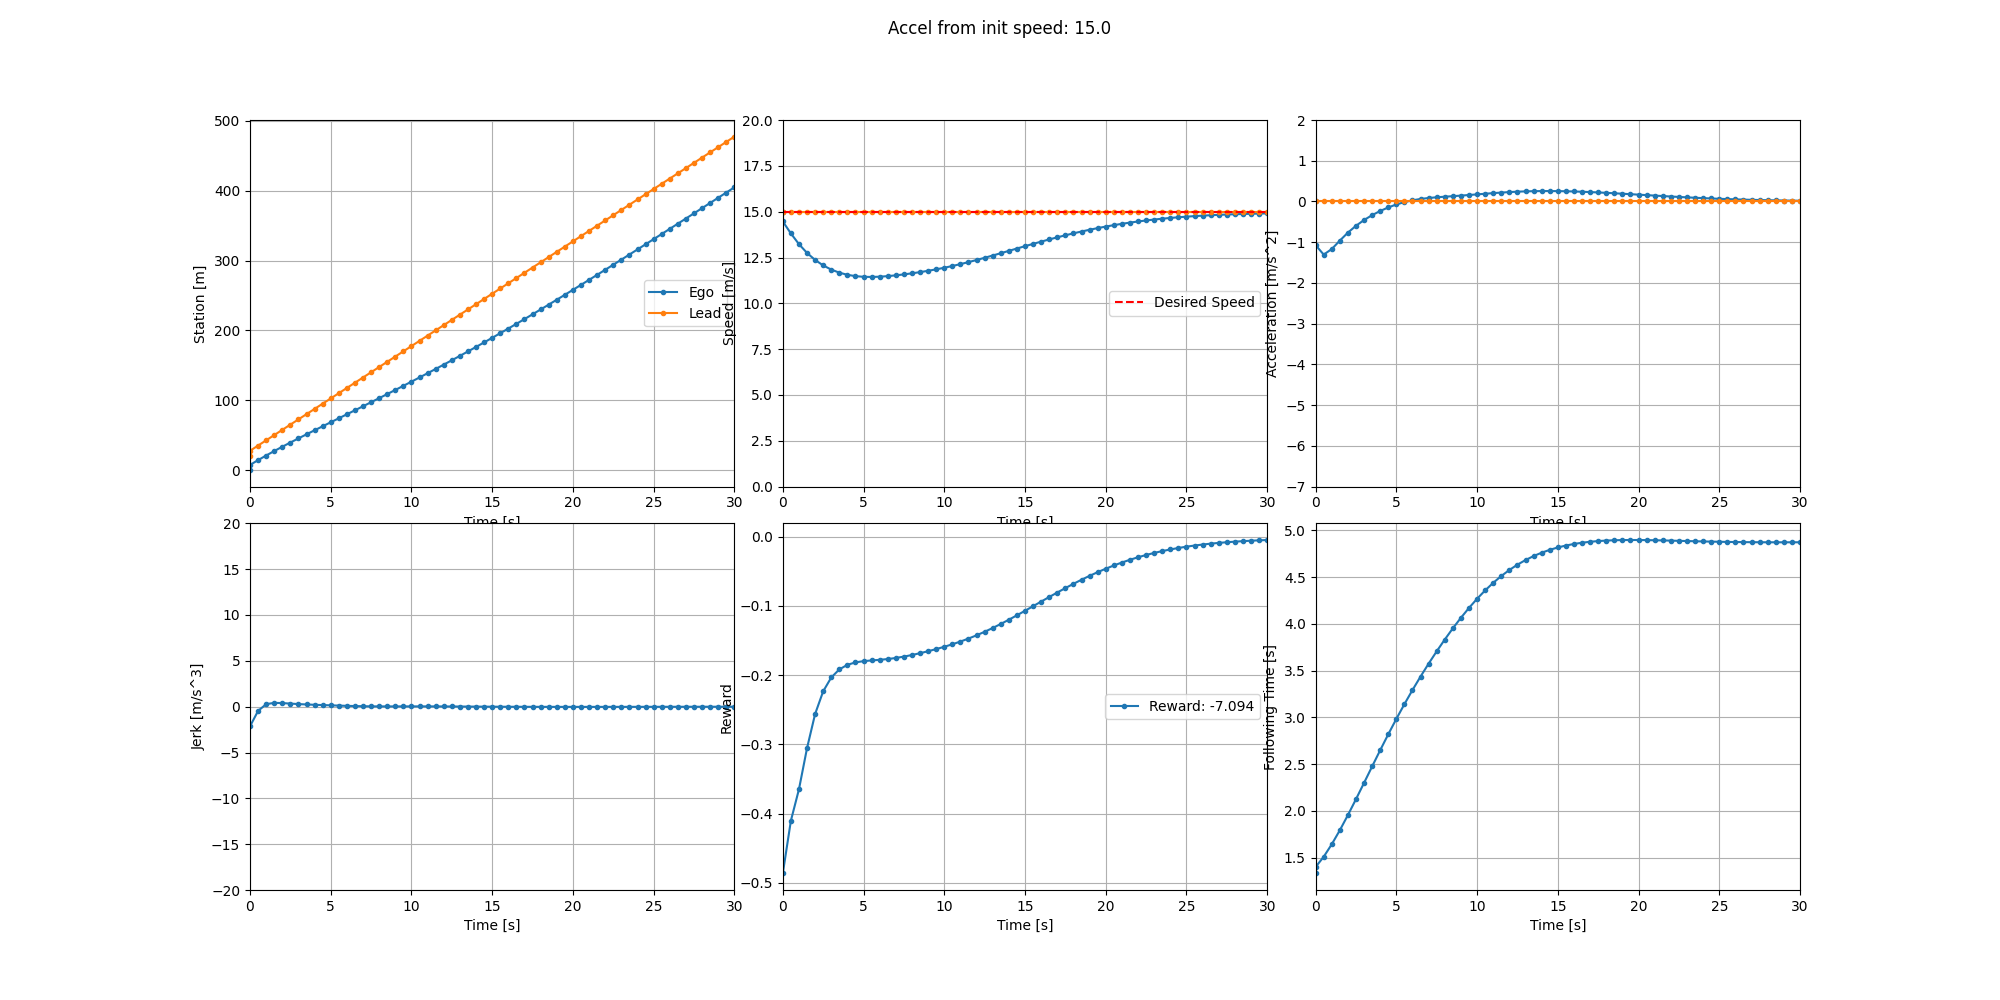 Accel from init speed: 15.0
500
400
300
200
100
0
Station [m]
Ego
Lead
0 5 10 15 20 25 30
Time [s]
20.0
17.5
15.0
12.5
10.0
7.5
5.0
2.5
0.0
Speed [m/s]
Desired Speed
0 5 10 15 20 25 30
Time [s]
2
1
0
−1
−2
−3
−4
−5
−6
−7
Acceleration [m/s^2]
0 5 10 15 20 25 30
Time [s]
20
15
10
5
0
−5
−10
−15
−20
Jerk [m/s^3]
0 5 10 15 20 25 30
Time [s]
0.0
−0.1
−0.2
−0.3
−0.4
−0.5
Reward
Reward: -7.094
0 5 10 15 20 25 30
Time [s]
5.0
4.5
4.0
3.5
3.0
2.5
2.0
1.5
Following Time [s]
0 5 10 15 20 25 30
Time [s]